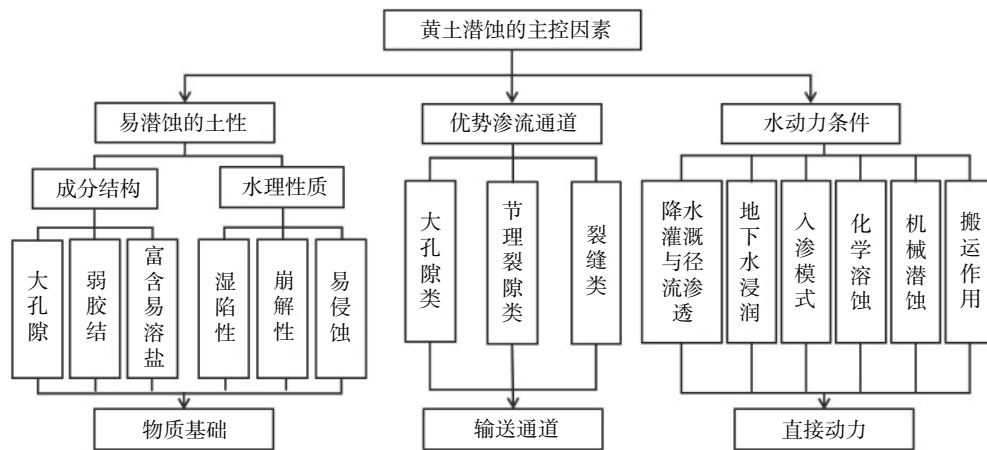 黄土潜蚀的主控因素
易潜蚀的土性
优势渗流通道
水动力条件
成分结构
水理性质
大孔隙
弱胶结
富含易溶盐
湿陷性
崩解性
易侵蚀
大孔隙类
节理裂隙类
裂缝类
降水
灌溉
与径
流渗
透
地下水浸润
入渗模式
化学溶蚀
机械潜蚀
搬运作用
物质基础
输送通道
直接动力